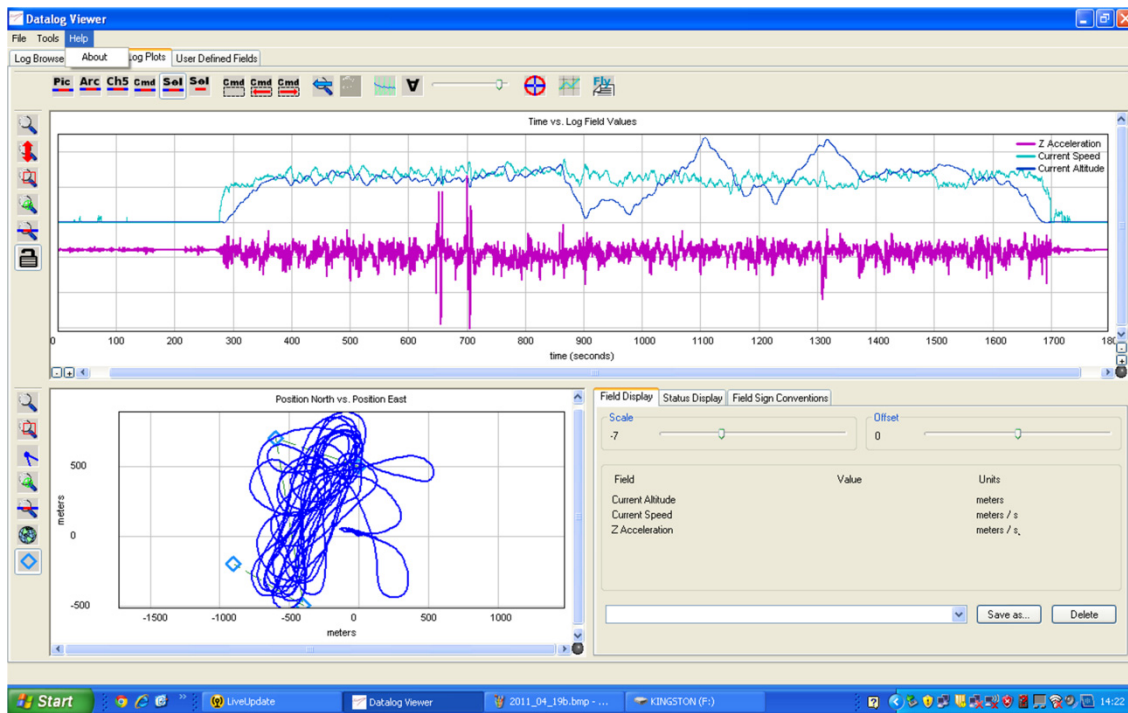 Datalog Viewer
File Tools Help
About
Log Browse
Log Plots
User Defined Fields
Pic Arc Ch5 Cmd Sol Sol Cmd Cmd Cmd Fly
Time vs. Log Field Values
Z Acceleration
Current Speed
Current Altitude
0 100 200 300 400 500 600 700 800 900 1000 1100 1200 1300 1400 1500 1600 1700 180
time (seconds)
Position North vs. Position East
500
0
-500
meters
-1500 -1000 -500 0 500 1000
meters
Field Display Status Display Field Sign Conventions
Scale
-7
Offset
0
Field Value Units
Current Altitude meters
Current Speed meters / s
Z Acceleration meters / s,
Save as... Delete
Start
LiveUpdate
Datalog Viewer
2011_04_19b.bmp - ...
KINGSTON (F:)
14:22